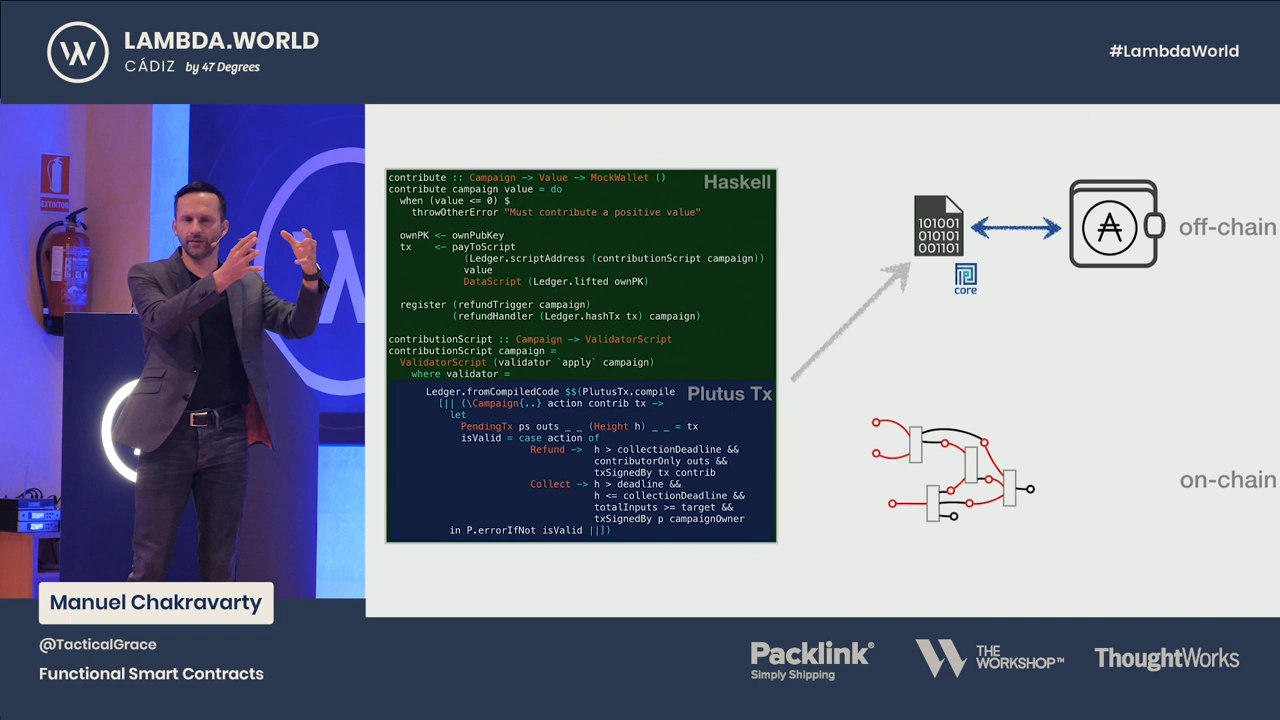 LAMBDA.WORLD
CÁDIZ by 47 Degrees
#LambdaWorld
EXTINTOR
Haskell
contribute :: Campaign -> Value -> MockWallet ()
contribute campaign value = do
  when (value <= 0) $
    throwOtherError "Must contribute a positive value"

  ownPK <- ownPubKey
  tx    <- payToScript
             (Ledger.scriptAddress (contributionScript campaign))
             value
             DataScript (Ledger.lifted ownPK)

  register (refundTrigger campaign)
           (refundHandler (Ledger.hashTx tx) campaign)

contributionScript :: Campaign -> ValidatorScript
contributionScript campaign =
  ValidatorScript (validator `apply` campaign)
    where validator =
Plutus Tx
      Ledger.fromCompiledCode $$(PlutusTx.compile
        [|| (\Campaign{..} action contrib tx ->
          let
            PendingTx ps outs _ _ (Height h) _ _ = tx
            isValid = case action of
                        Refund ->  h > collectionDeadline &&
                                   contributorOnly outs &&
                                   txSignedBy tx contrib
                        Collect -> h > deadline &&
                                   h <= collectionDeadline &&
                                   totalInputs >= target &&
                                   txSignedBy p campaignOwner
          in P.errorIfNot isValid ||])
101001
010101
001101
core
off-chain
on-chain
Manuel Chakravarty
@TacticalGrace
Functional Smart Contracts
Packlink®
Simply Shipping
THE
WORKSHOP™
ThoughtWorks